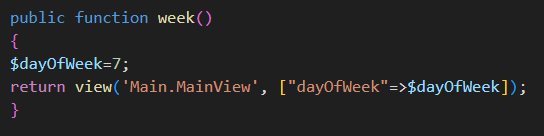 public function week()
{
$dayOfWeek=7;
return view('Main.MainView', ["dayOfWeek"=>$dayOfWeek]);
}